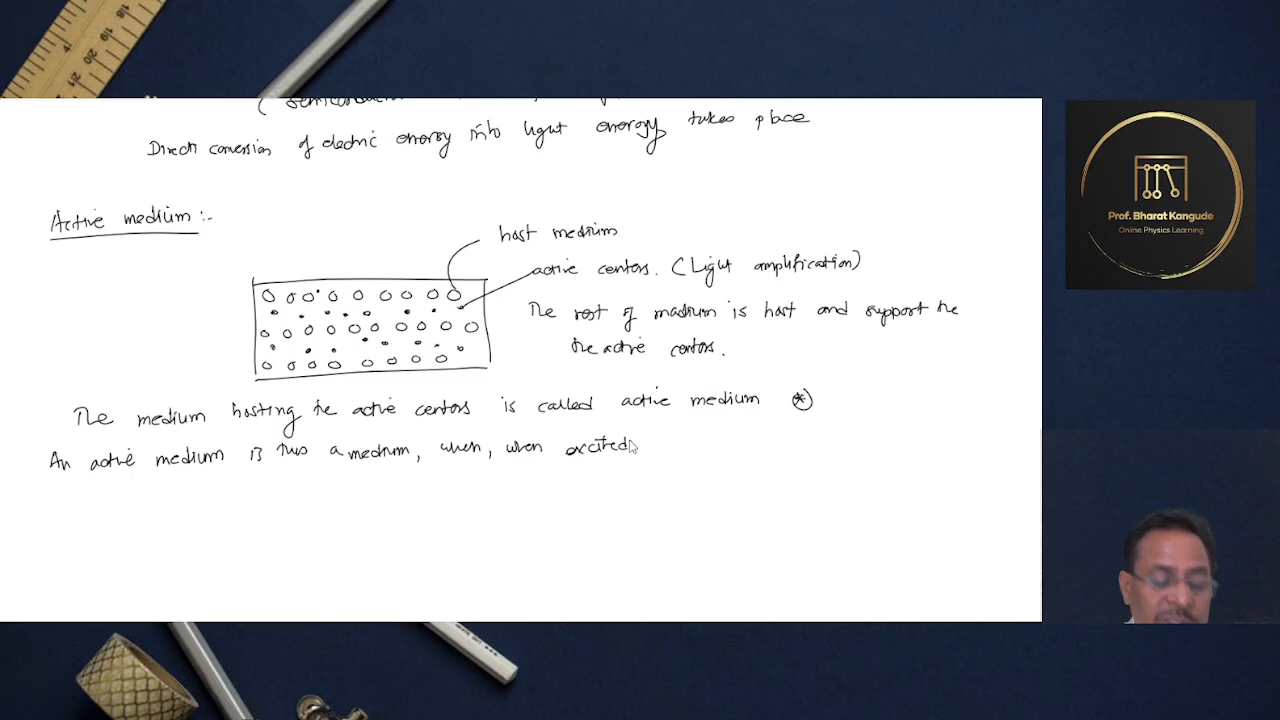 Direct conversion of electric energy into light energy takes place
Active medium :-
host medium
active centers. (Light amplification)
The rest of medium is host and support the
the active centers.
The medium hosting the active centers is called active medium (*)
An active medium is thus a medium, when, when excited
Prof. Bharat Kangude
Online Physics Learning